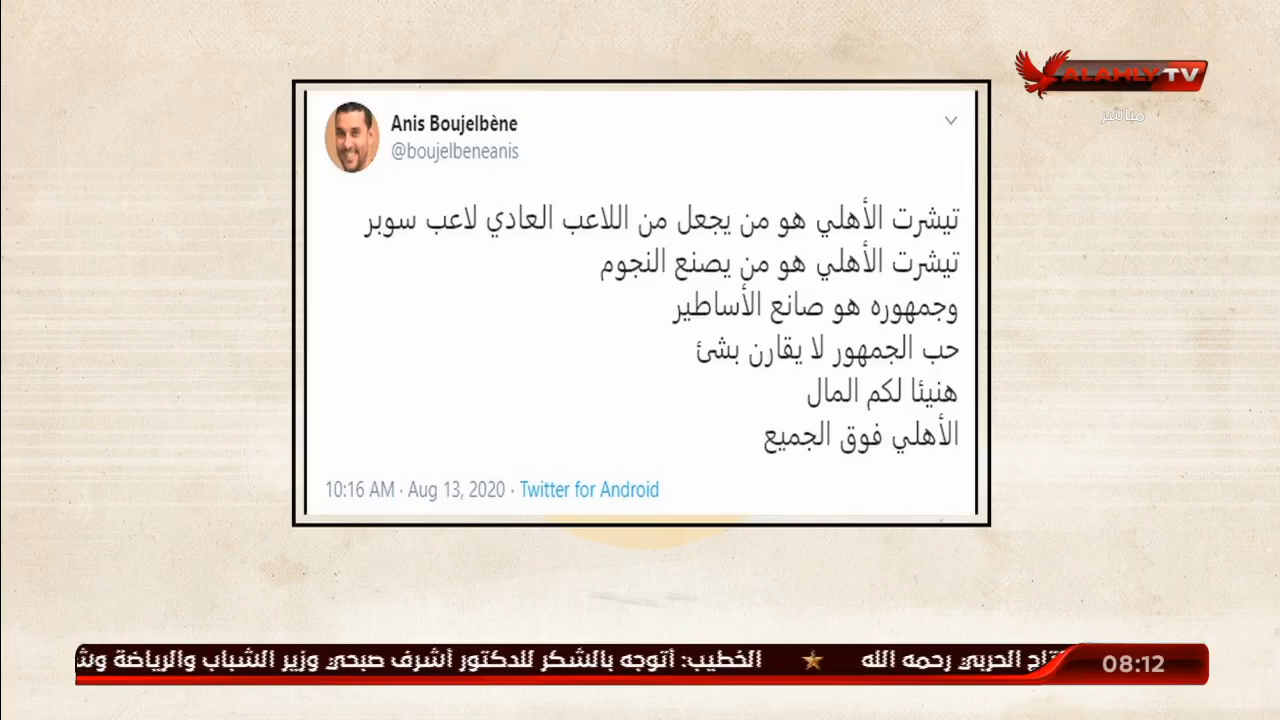 ALAHLY TV
مباشر
Anis Boujelbène
@boujelbeneanis
تيشرت الأهلي هو من يجعل من اللاعب العادي لاعب سوبر
تيشرت الأهلي هو من يصنع النجوم
وجمهوره هو صانع الأساطير
حب الجمهور لا يقارن بشئ
هنيئا لكم المال
الأهلي فوق الجميع
10:16 AM · Aug 13, 2020 · Twitter for Android
الحربي رحمه الله ★ الخطيب: أتوجه بالشكر للدكتور أشرف صبحي وزير الشباب والرياضة
08:12